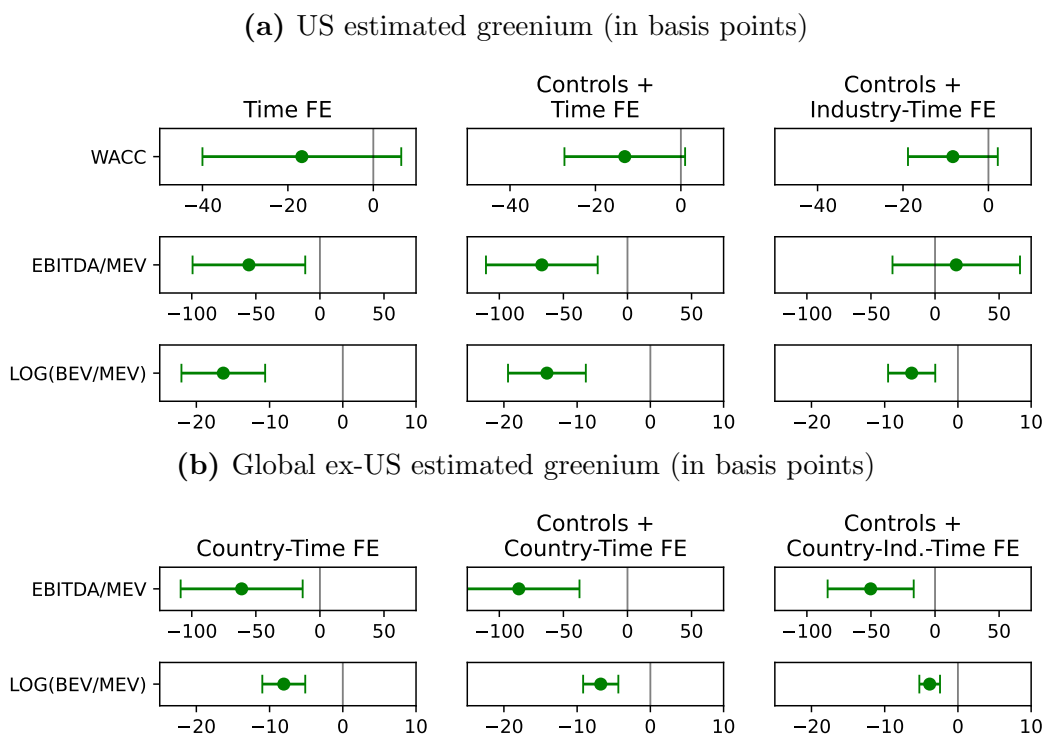 (a) US estimated greenium (in basis points)
Time FE
Controls +
Time FE
Controls +
Industry-Time FE
WACC
−40 −20 0
−40 −20 0
−40 −20 0
EBITDA/MEV
−100 −50 0 50
−100 −50 0 50
−100 −50 0 50
LOG(BEV/MEV)
−20 −10 0 10
−20 −10 0 10
−20 −10 0 10
(b) Global ex-US estimated greenium (in basis points)
Country-Time FE
Controls +
Country-Time FE
Controls +
Country-Ind.-Time FE
EBITDA/MEV
−100 −50 0 50
−100 −50 0 50
−100 −50 0 50
LOG(BEV/MEV)
−20 −10 0 10
−20 −10 0 10
−20 −10 0 10